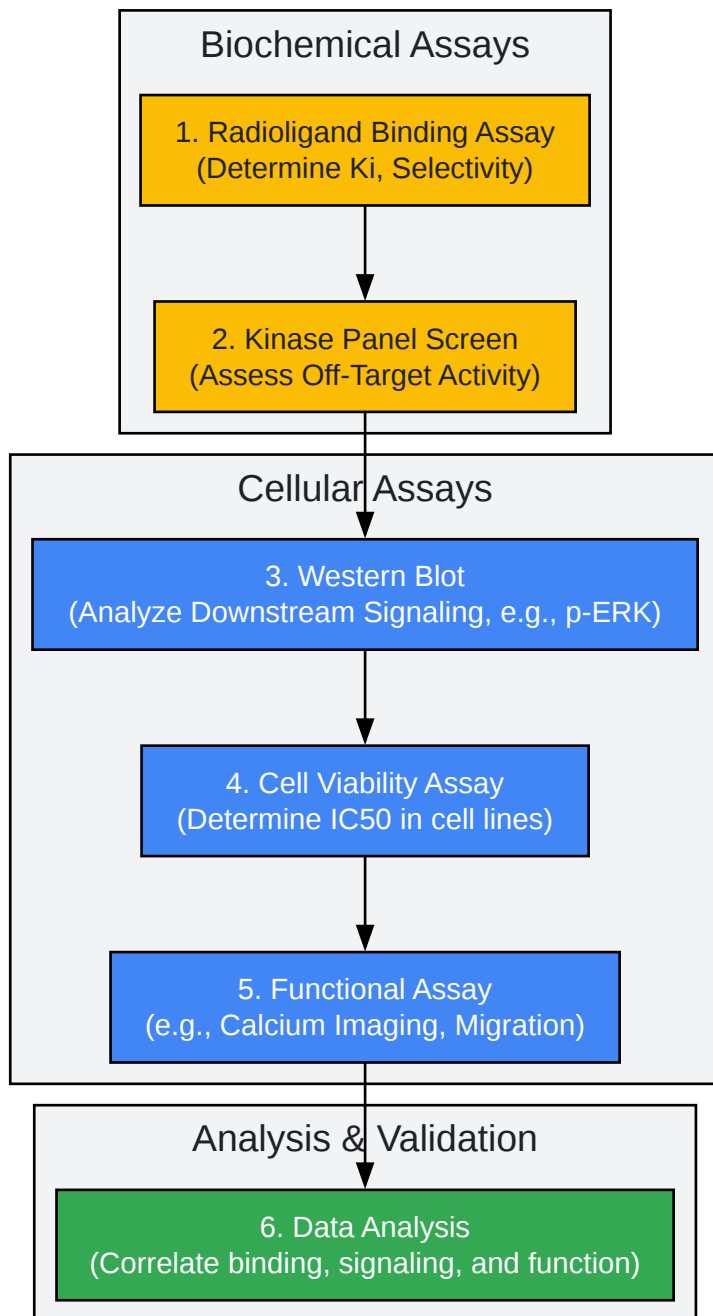 Biochemical Assays
1. Radioligand Binding Assay
(Determine Ki, Selectivity)
2. Kinase Panel Screen
(Assess Off-Target Activity)
Cellular Assays
3. Western Blot
(Analyze Downstream Signaling, e.g., p-ERK)
4. Cell Viability Assay
(Determine IC50 in cell lines)
5. Functional Assay
(e.g., Calcium Imaging, Migration)
Analysis & Validation
6. Data Analysis
(Correlate binding, signaling, and function)